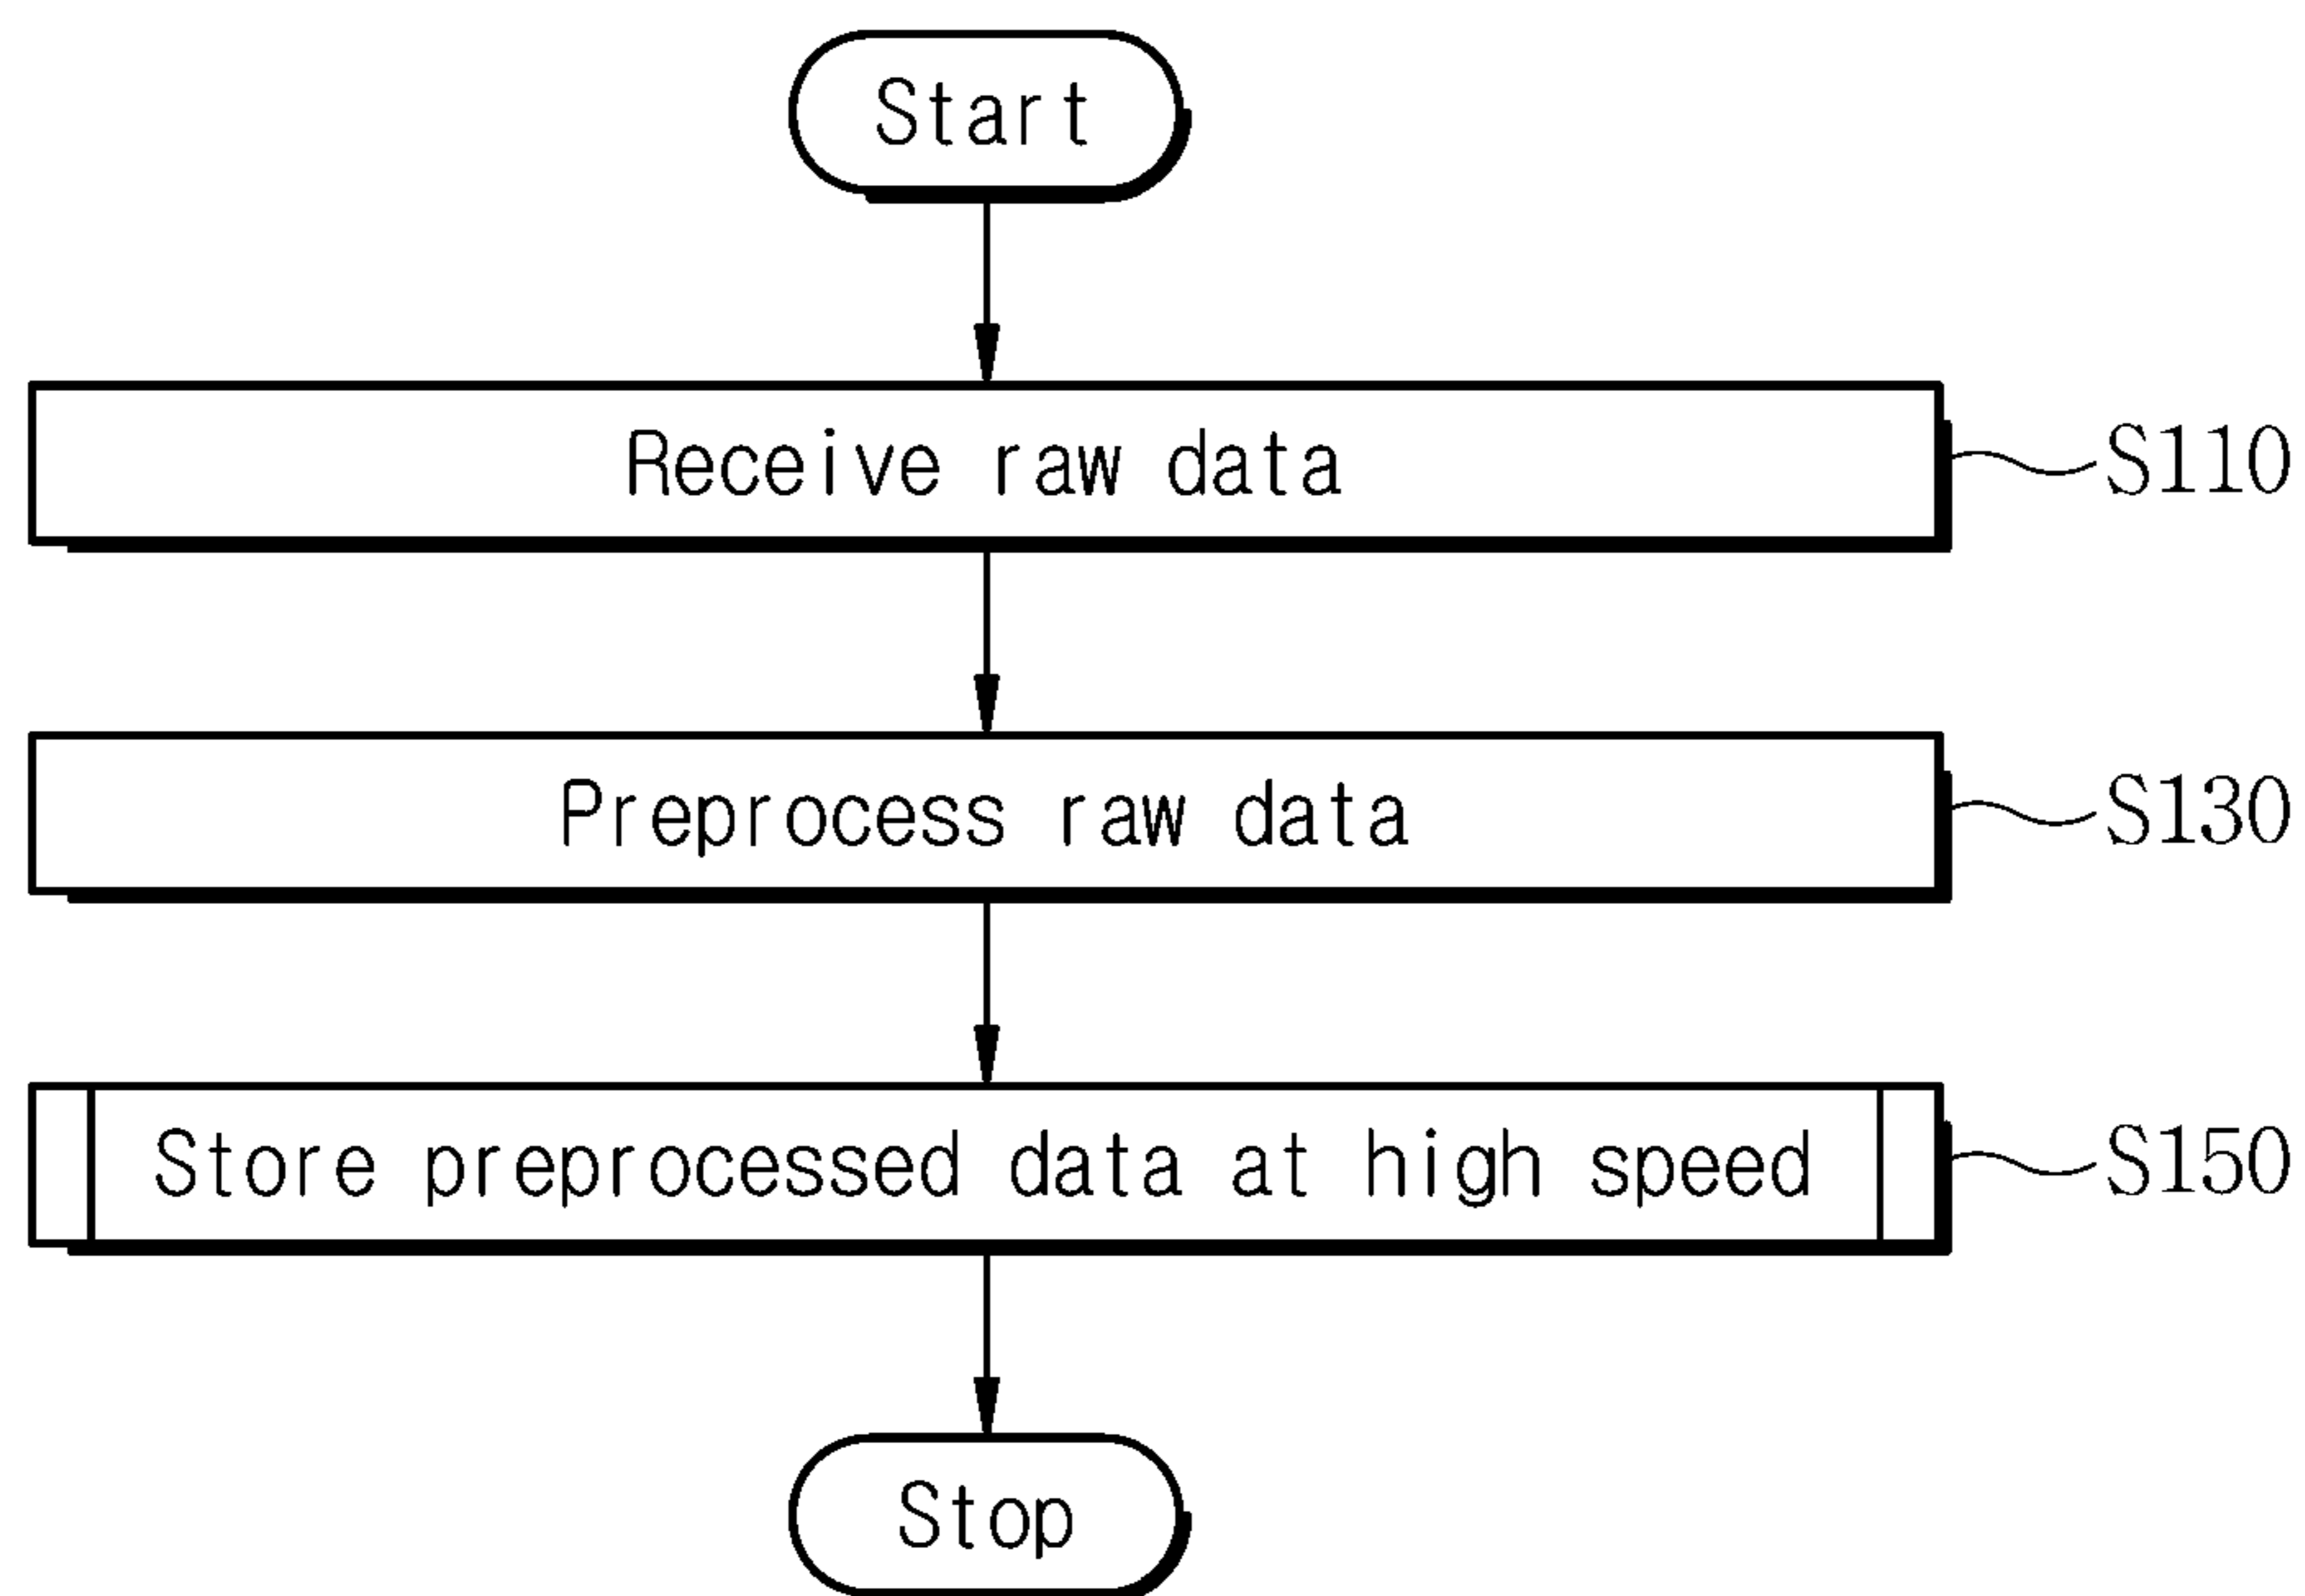 Start
Receive raw data
S110
Preprocess raw data
S130
Store preprocessed data at high speed
S150
Stop